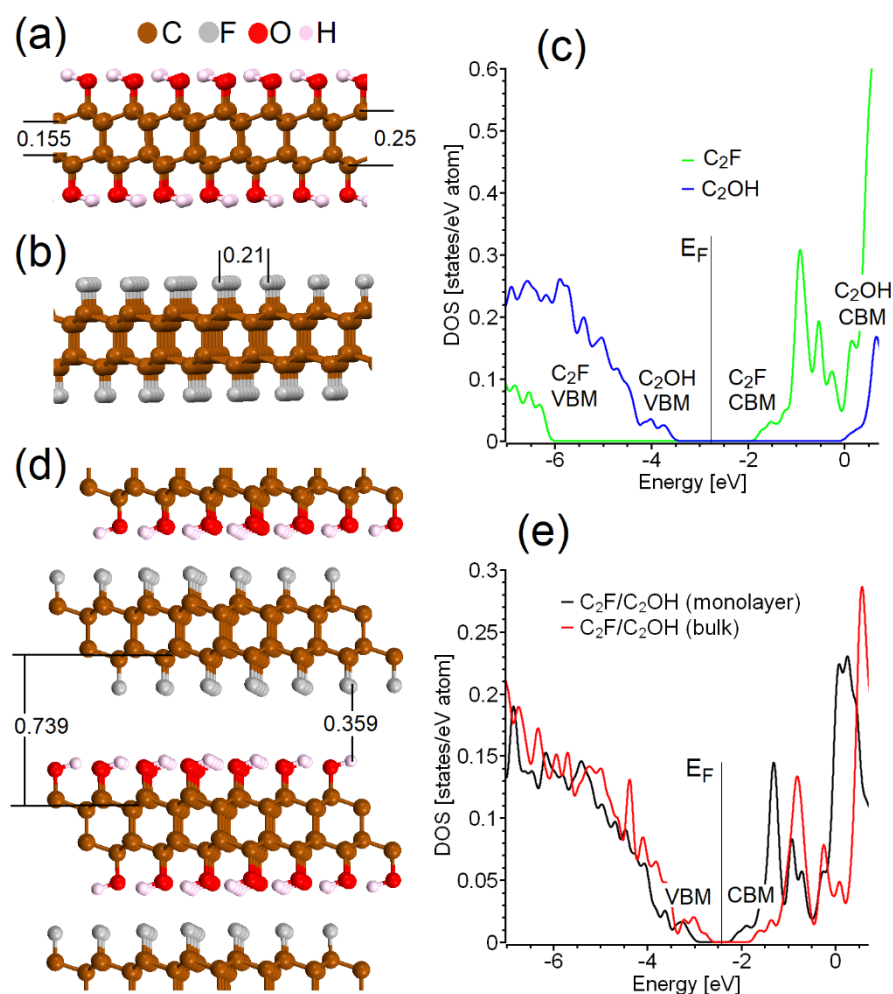 (a) C F O H
0.155
0.25
(b)
0.21
(c)
DOS [states/eV atom]
0.6
0.5
0.4
0.3
0.2
0.1
0
C₂F
C₂OH
E_F
C₂F
VBM
C₂OH
VBM
C₂F
CBM
C₂OH
CBM
-6 -4 -2 0
Energy [eV]
(d)
0.739
0.359
(e)
DOS [states/eV atom]
0.3
0.25
0.2
0.15
0.1
0.05
0
C₂F/C₂OH (monolayer)
C₂F/C₂OH (bulk)
E_F
VBM CBM
-6 -4 -2 0
Energy [eV]